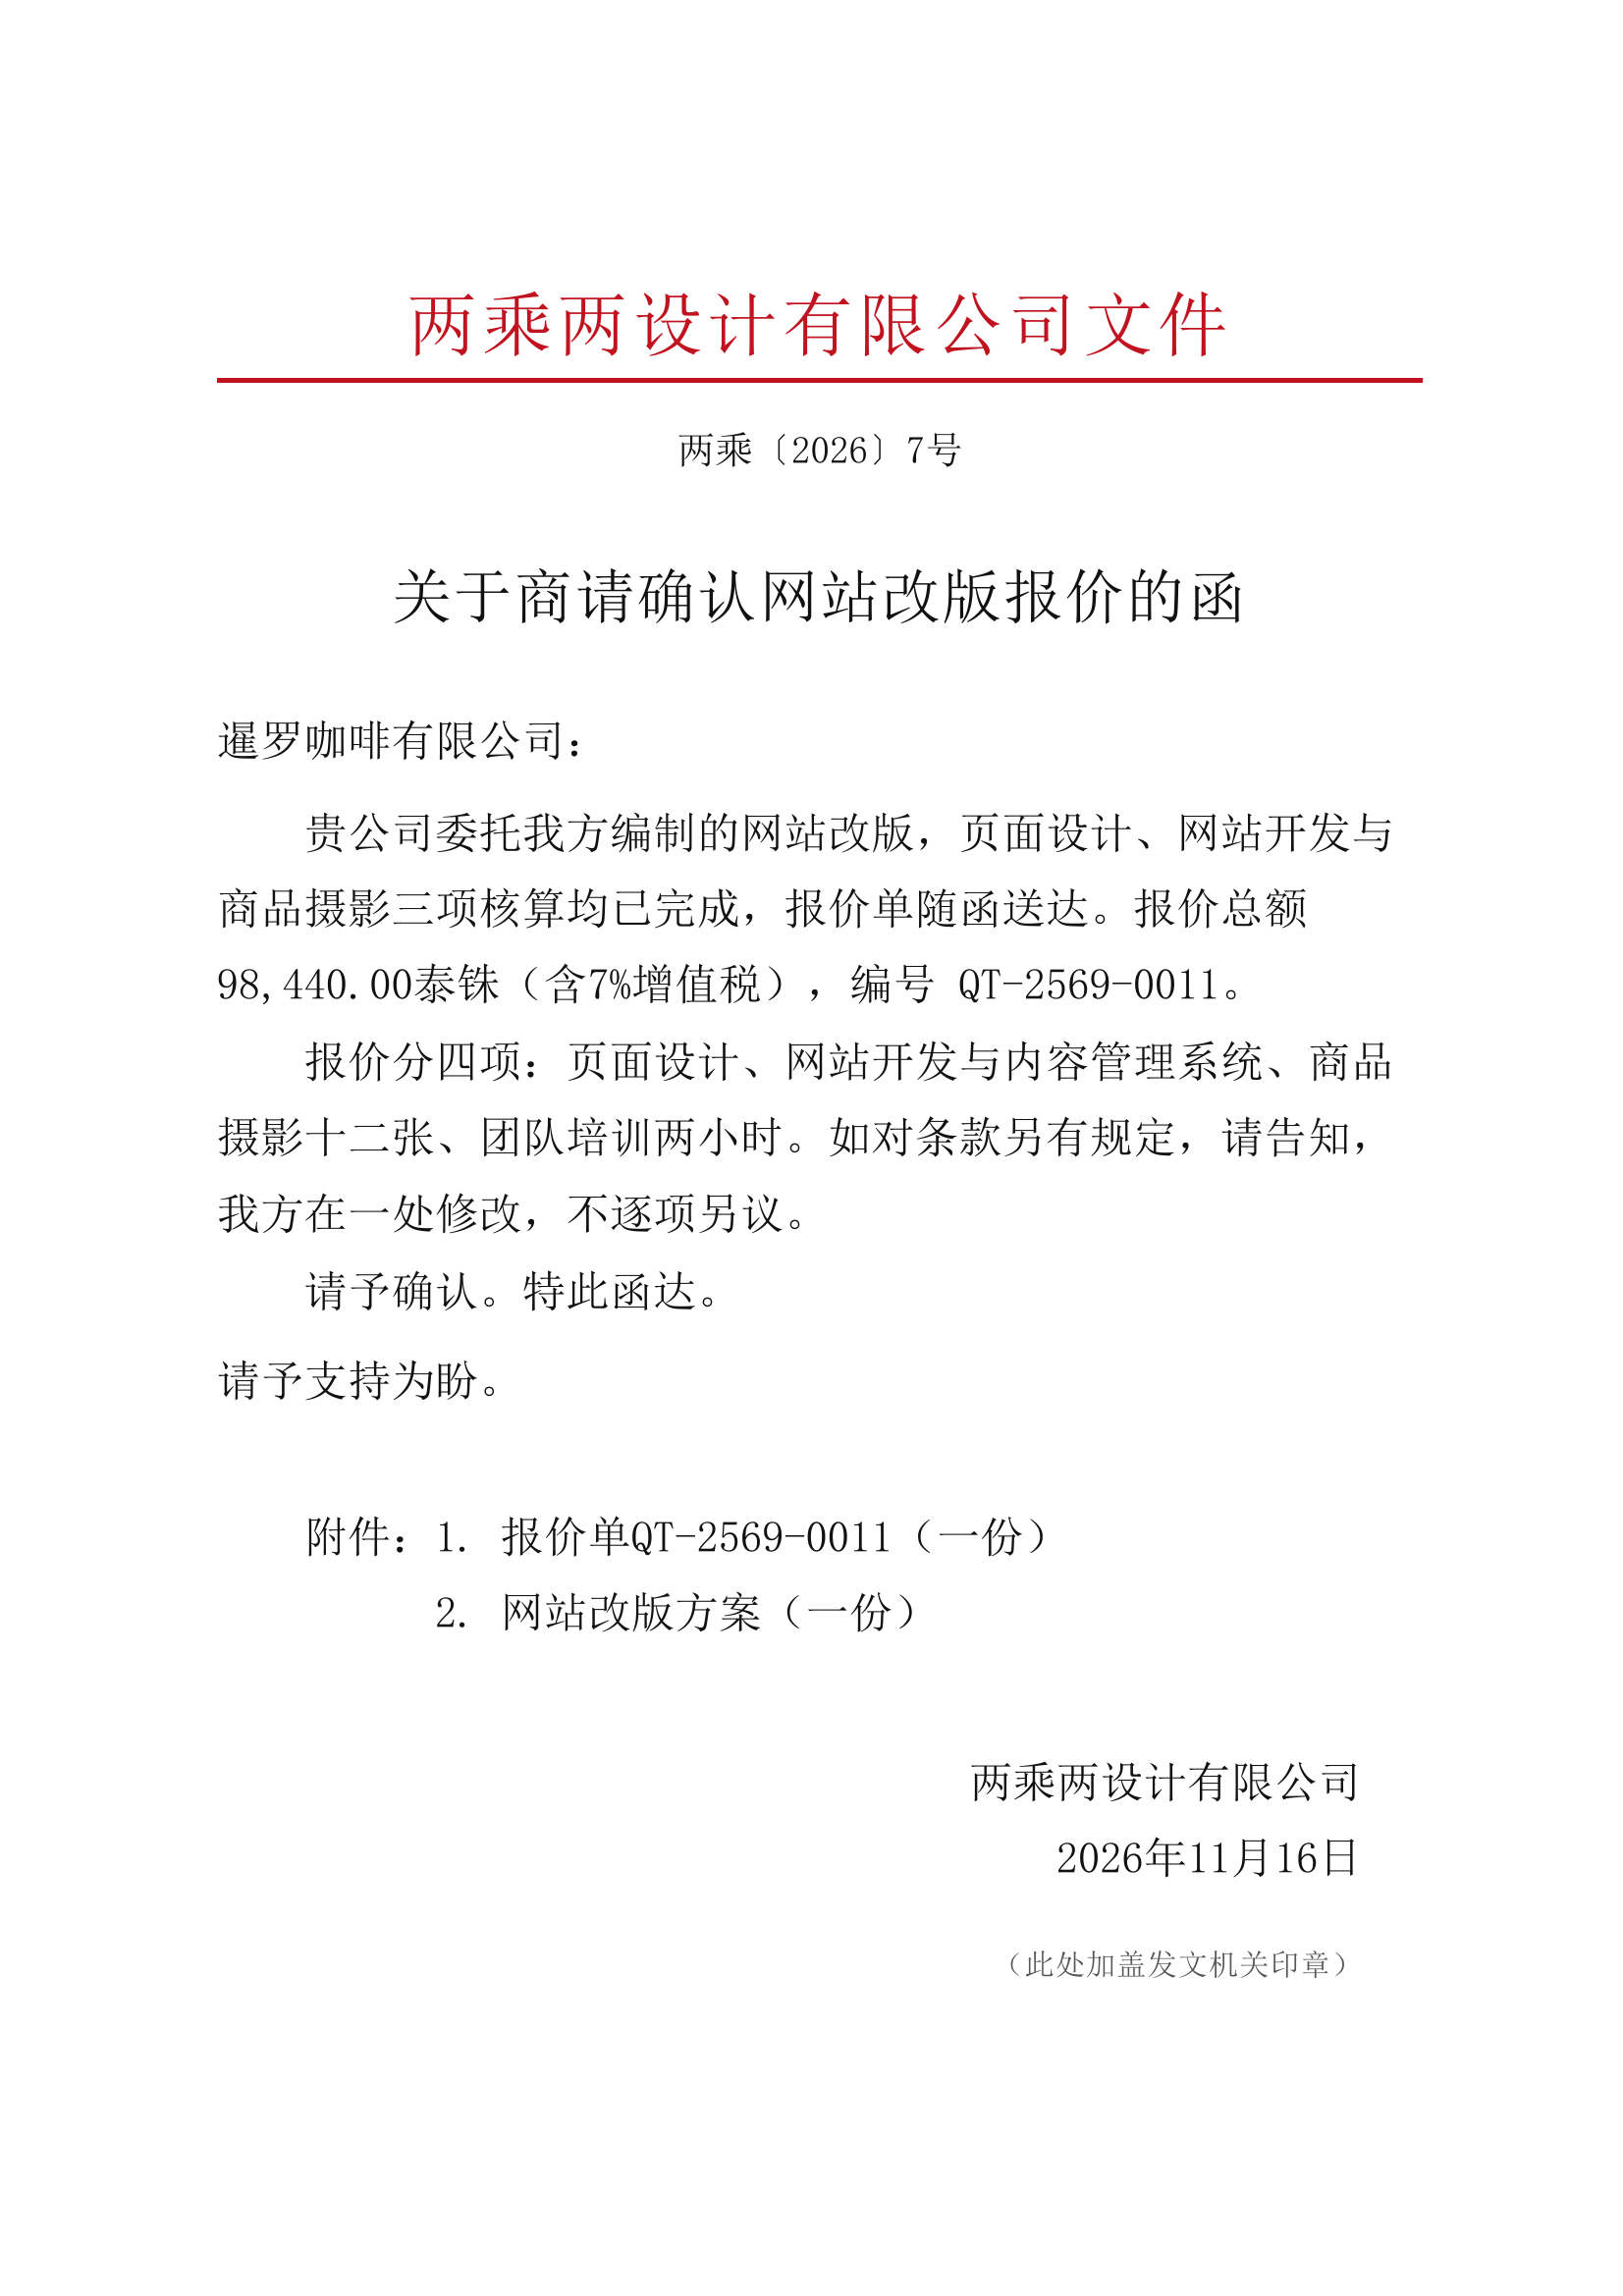 两乘两设计有限公司文件
两乘〔2026〕7号
关于商请确认网站改版报价的函
暹罗咖啡有限公司：
贵公司委托我方编制的网站改版，页面设计、网站开发与
商品摄影三项核算均已完成，报价单随函送达。报价总额
98,440.00泰铢（含7%增值税），编号 QT-2569-0011。
报价分四项：页面设计、网站开发与内容管理系统、商品
摄影十二张、团队培训两小时。如对条款另有规定，请告知，
我方在一处修改，不逐项另议。
请予确认。特此函达。
请予支持为盼。
附件：1. 报价单QT-2569-0011（一份）
2. 网站改版方案（一份）
两乘两设计有限公司
2026年11月16日
（此处加盖发文机关印章）